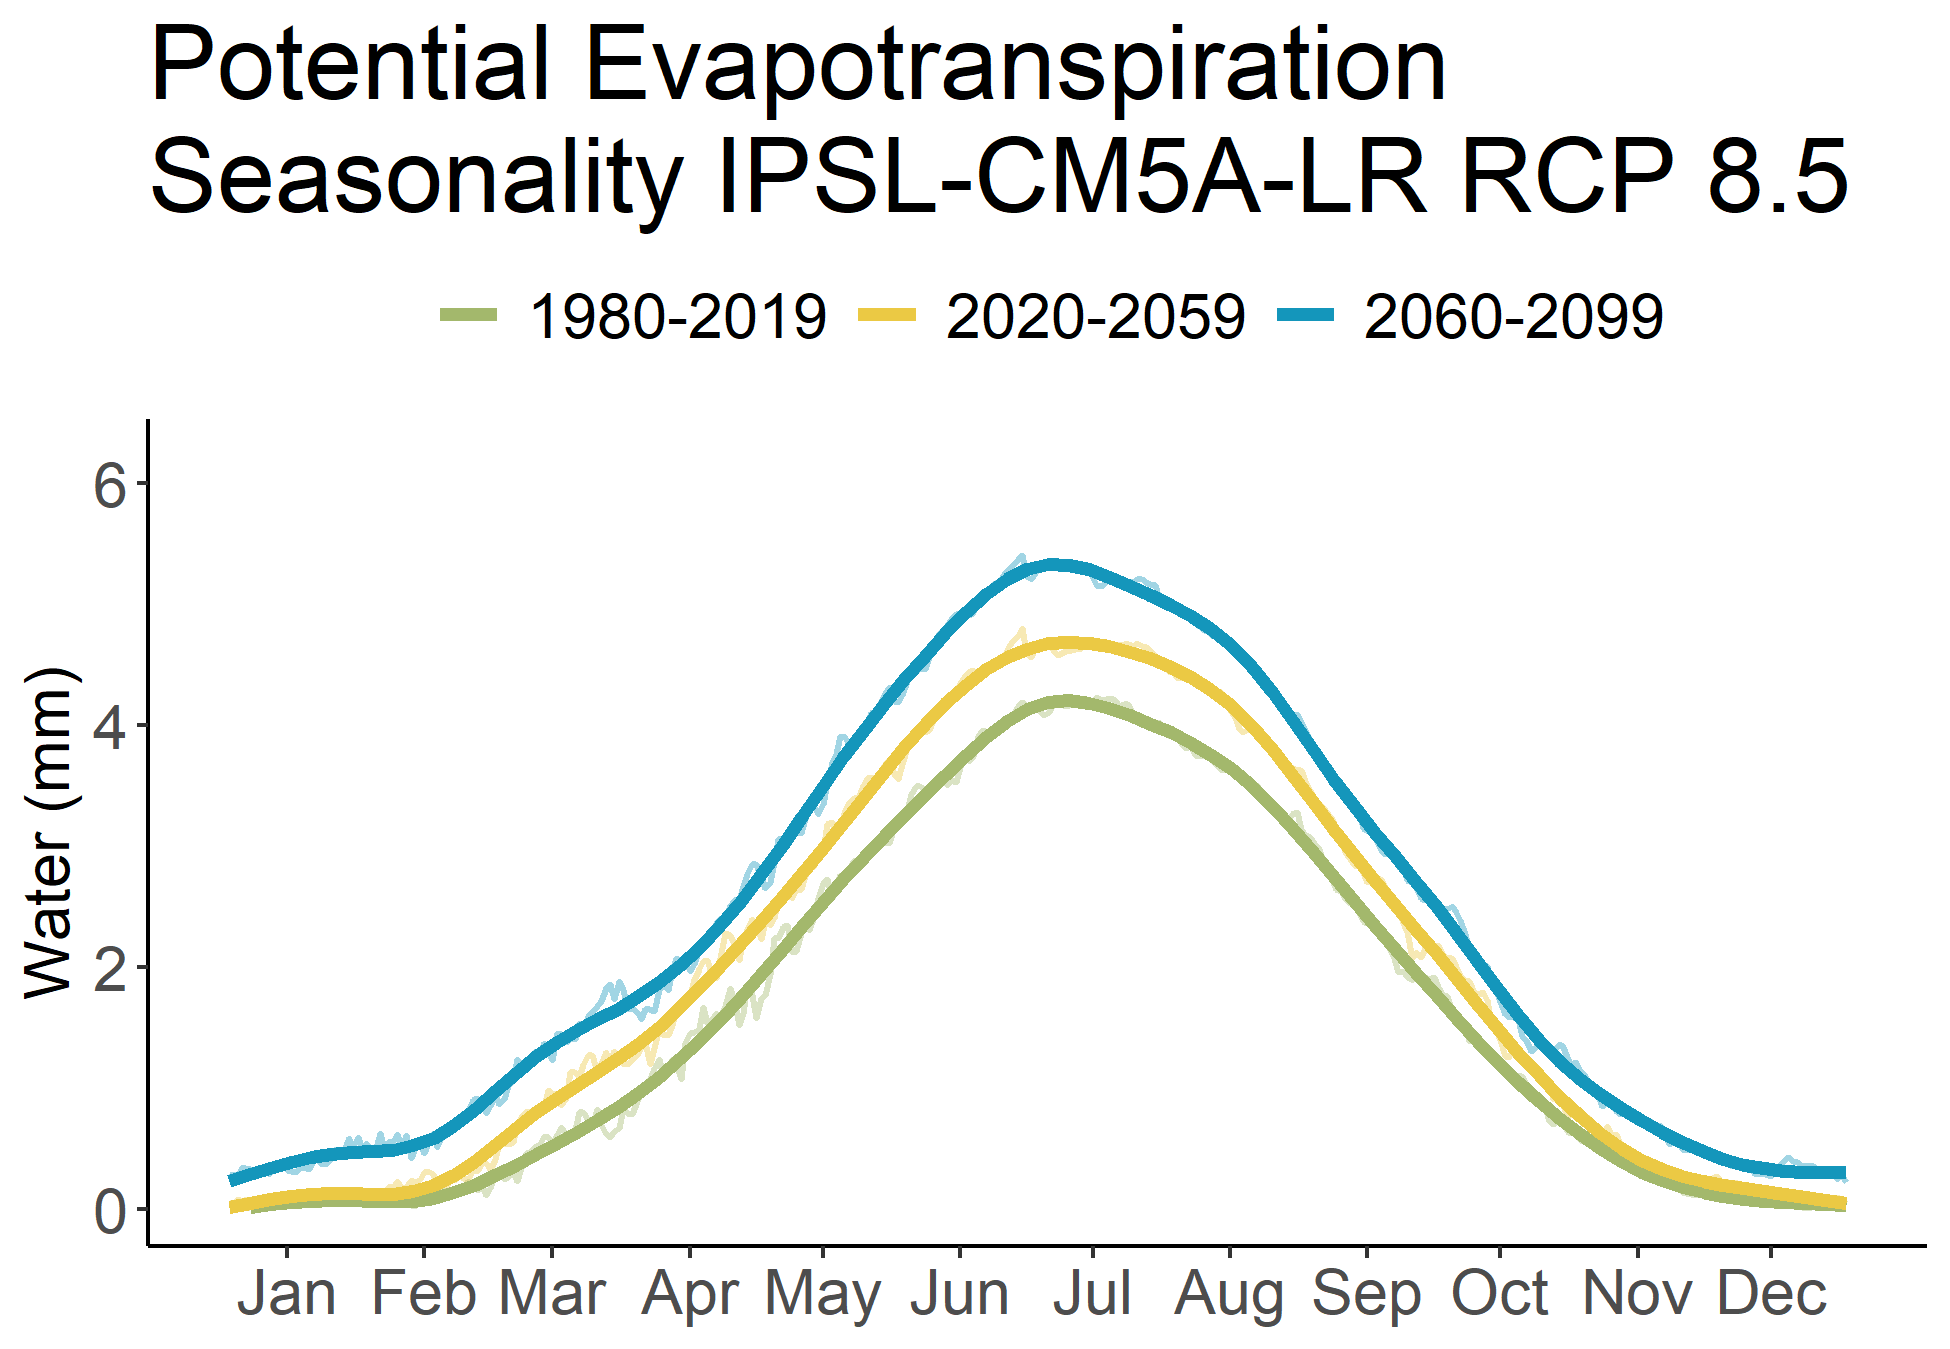 Potential Evapotranspiration
Seasonality IPSL-CM5A-LR RCP 8.5
1980-2019 2020-2059 2060-2099
Water (mm)
6
4
2
0
Jan Feb Mar Apr May Jun Jul Aug Sep Oct Nov Dec